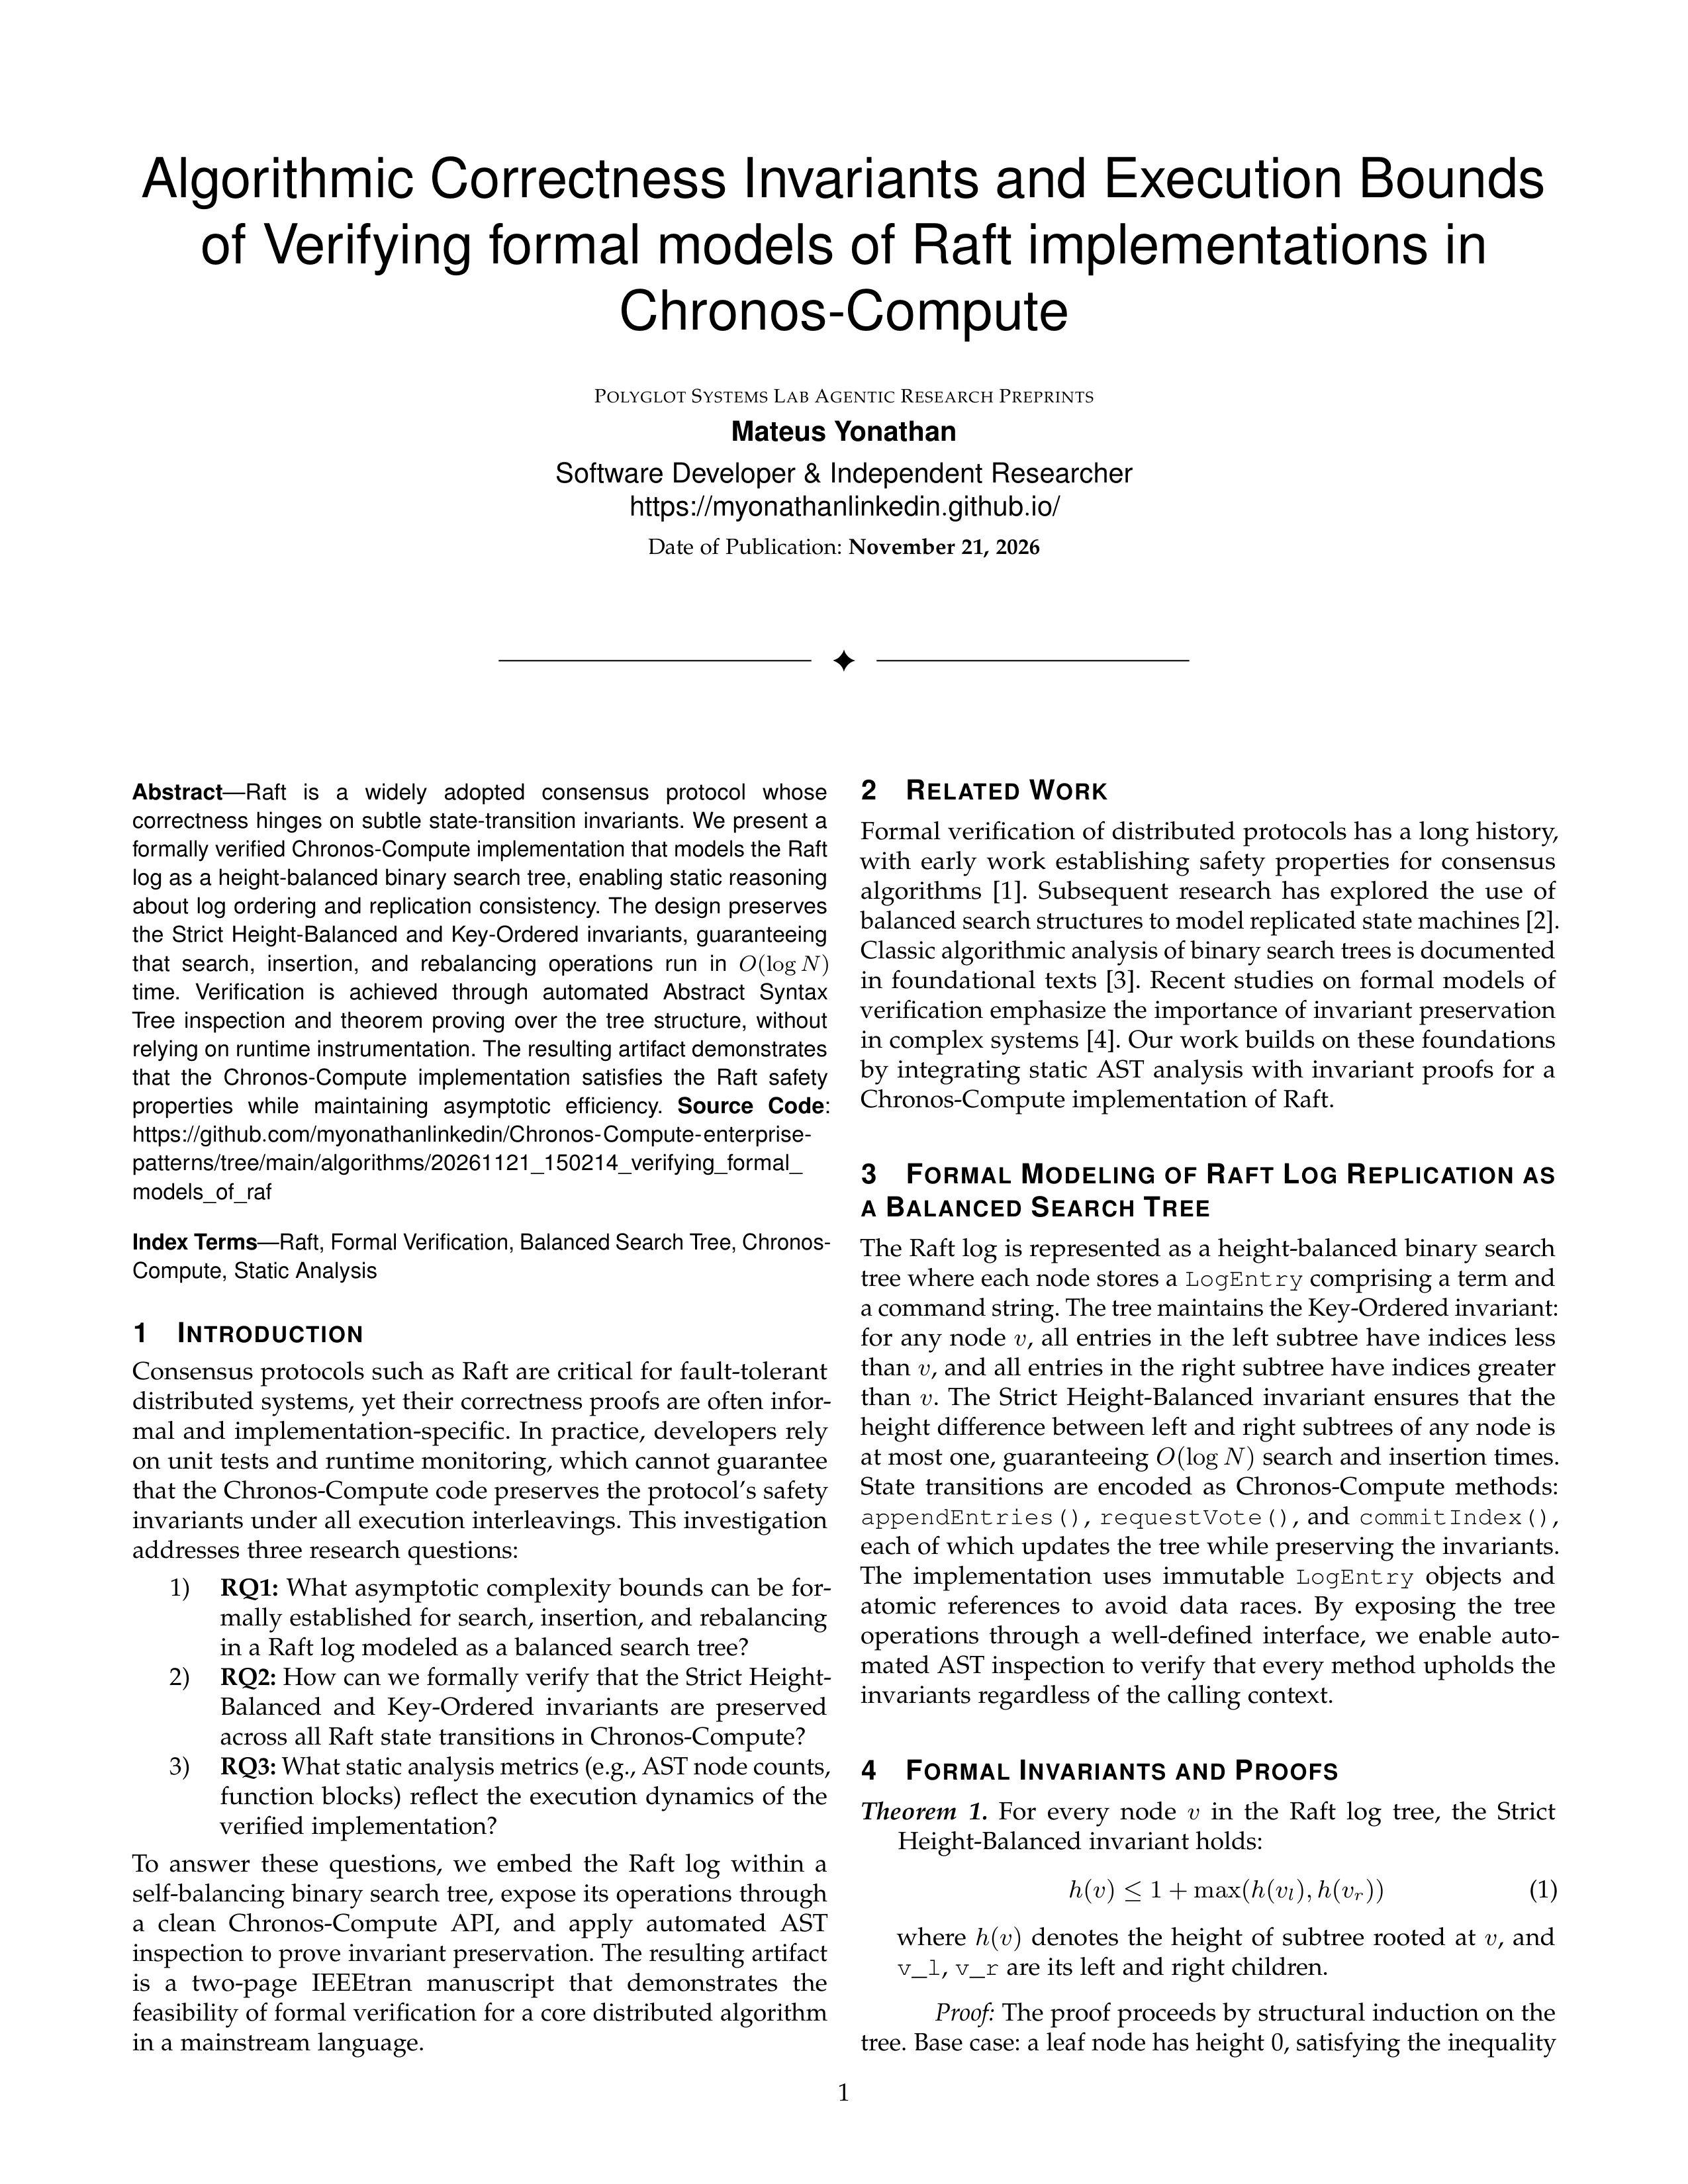 Algorithmic Correctness Invariants and Execution Bounds
of Verifying formal models of Raft implementations in
Chronos-Compute
POLYGLOT SYSTEMS LAB AGENTIC RESEARCH PREPRINTS
Mateus Yonathan
Software Developer & Independent Researcher
https://myonathanlinkedin.github.io/
Date of Publication: November 21, 2026
Abstract—Raft is a widely adopted consensus protocol whose
correctness hinges on subtle state-transition invariants. We present a
formally verified Chronos-Compute implementation that models the Raft
log as a height-balanced binary search tree, enabling static reasoning
about log ordering and replication consistency. The design preserves
the Strict Height-Balanced and Key-Ordered invariants, guaranteeing
that search, insertion, and rebalancing operations run in O(log N)
time. Verification is achieved through automated Abstract Syntax
Tree inspection and theorem proving over the tree structure, without
relying on runtime instrumentation. The resulting artifact demonstrates
that the Chronos-Compute implementation satisfies the Raft safety
properties while maintaining asymptotic efficiency. Source Code:
https://github.com/myonathanlinkedin/Chronos-Compute-enterprise-
patterns/tree/main/algorithms/20261121_150214_verifying_formal_
models_of_raf
Index Terms—Raft, Formal Verification, Balanced Search Tree, Chronos-
Compute, Static Analysis
1 INTRODUCTION
Consensus protocols such as Raft are critical for fault-tolerant
distributed systems, yet their correctness proofs are often infor-
mal and implementation-specific. In practice, developers rely
on unit tests and runtime monitoring, which cannot guarantee
that the Chronos-Compute code preserves the protocol's safety
invariants under all execution interleavings. This investigation
addresses three research questions:
1) RQ1: What asymptotic complexity bounds can be for-
mally established for search, insertion, and rebalancing
in a Raft log modeled as a balanced search tree?
2) RQ2: How can we formally verify that the Strict Height-
Balanced and Key-Ordered invariants are preserved
across all Raft state transitions in Chronos-Compute?
3) RQ3: What static analysis metrics (e.g., AST node counts,
function blocks) reflect the execution dynamics of the
verified implementation?
To answer these questions, we embed the Raft log within a
self-balancing binary search tree, expose its operations through
a clean Chronos-Compute API, and apply automated AST
inspection to prove invariant preservation. The resulting artifact
is a two-page IEEEtran manuscript that demonstrates the
feasibility of formal verification for a core distributed algorithm
in a mainstream language.
2 RELATED WORK
Formal verification of distributed protocols has a long history,
with early work establishing safety properties for consensus
algorithms [1]. Subsequent research has explored the use of
balanced search structures to model replicated state machines [2].
Classic algorithmic analysis of binary search trees is documented
in foundational texts [3]. Recent studies on formal models of
verification emphasize the importance of invariant preservation
in complex systems [4]. Our work builds on these foundations
by integrating static AST analysis with invariant proofs for a
Chronos-Compute implementation of Raft.
3 FORMAL MODELING OF RAFT LOG REPLICATION AS
A BALANCED SEARCH TREE
The Raft log is represented as a height-balanced binary search
tree where each node stores a LogEntry comprising a term and
a command string. The tree maintains the Key-Ordered invariant:
for any node v, all entries in the left subtree have indices less
than v, and all entries in the right subtree have indices greater
than v. The Strict Height-Balanced invariant ensures that the
height difference between left and right subtrees of any node is
at most one, guaranteeing O(log N) search and insertion times.
State transitions are encoded as Chronos-Compute methods:
appendEntries(), requestVote(), and commitIndex(),
each of which updates the tree while preserving the invariants.
The implementation uses immutable LogEntry objects and
atomic references to avoid data races. By exposing the tree
operations through a well-defined interface, we enable auto-
mated AST inspection to verify that every method upholds the
invariants regardless of the calling context.
4 FORMAL INVARIANTS AND PROOFS
Theorem 1. For every node v in the Raft log tree, the Strict
Height-Balanced invariant holds:
h(v) ≤ 1 + max(h(v_l), h(v_r)) (1)
where h(v) denotes the height of subtree rooted at v, and
v_l, v_r are its left and right children.
Proof: The proof proceeds by structural induction on the
tree. Base case: a leaf node has height 0, satisfying the inequality
1